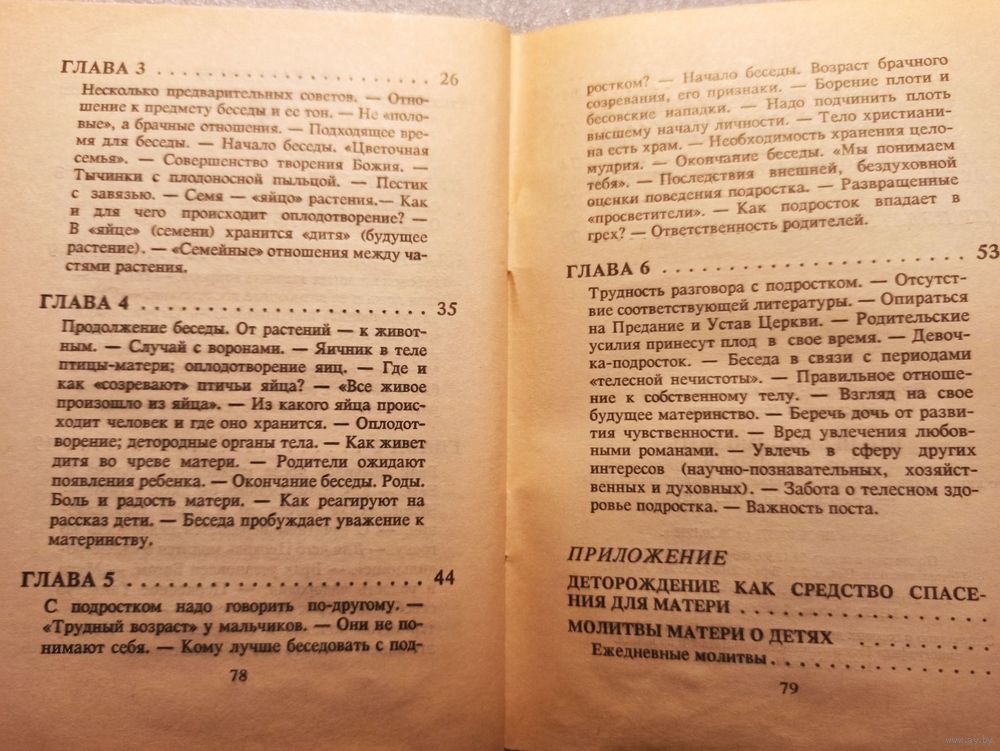 ГЛАВА 3 . . . . . . . . . . . . . . . . . . . . . . 26
Несколько предварительных советов. — Отно-
шение к предмету беседы и ее тон. — Не «поло-
вые», а брачные отношения. — Подходящее вре-
мя для беседы. — Начало беседы. «Цветочная
семья». — Совершенство творения Божия. —
Тычинки с плодоносной пыльцой. — Пестик
с завязью. — Семя — «яйцо» растения.— Как
и для чего происходит оплодотворение? —
В «яйце» (семени) хранится «дитя» (будущее
растение). — «Семейные» отношения между ча-
стями растения.
ГЛАВА 4 . . . . . . . . . . . . . . . . . . . . . . 35
Продолжение беседы. От растений — к живот-
ным. — Случай с воронами. — Яичник в теле
птицы-матери; оплодотворение яиц. — Где и
как «созревают» птичьи яйца? — «Все живое
произошло из яйца». — Из какого яйца проис-
ходит человек и где оно хранится. — Оплодо-
творение; детородные органы тела. — Как живет
дитя во чреве матери. — Родители ожидают
появления ребенка. — Окончание беседы. Роды.
Боль и радость матери. — Как реагируют на
рассказ дети. — Беседа пробуждает уважение к
материнству.
ГЛАВА 5 . . . . . . . . . . . . . . . . . . . . . . 44
С подростком надо говорить по-другому. —
«Трудный возраст» у мальчиков. — Они не по-
нимают себя. — Кому лучше беседовать с под-
78
ростком? — Начало беседы. Возраст брачного
созревания, его признаки. — Борение плоти и
бесовские нападки. — Надо подчинить плоть
высшему началу личности. — Тело христиани-
на есть храм. — Необходимость хранения цело-
мудрия. — Окончание беседы. «Мы понимаем
тебя». — Последствия внешней, бездуховной
оценки поведения подростка. — Развращенные
«просветители». — Как подросток впадает в
грех? — Ответственность родителей.
ГЛАВА 6 . . . . . . . . . . . . . . . . . . . . . . 53
Трудность разговора с подростком. — Отсутст-
вие соответствующей литературы. — Опираться
на Предание и Устав Церкви. — Родительские
усилия принесут плод в свое время. — Девоч-
ка-подросток. — Беседа в связи с периодами
«телесной нечистоты». — Правильное отноше-
ние к собственному телу. — Взгляд на свое
будущее материнство. — Беречь дочь от разви-
тия чувственности. — Вред увлечения любов-
ными романами. — Увлечь в сферу других
интересов (научно-познавательных, хозяйст-
венных и духовных). — Забота о телесном здо-
ровье подростка. — Важность поста.
ПРИЛОЖЕНИЕ
ДЕТОРОЖДЕНИЕ КАК СРЕДСТВО СПАСЕ-
НИЯ ДЛЯ МАТЕРИ . . . . . . . . . . . . . .
МОЛИТВЫ МАТЕРИ О ДЕТЯХ . . . . . . . .
Ежедневные молитвы. . . . . . . . . . . . .
79